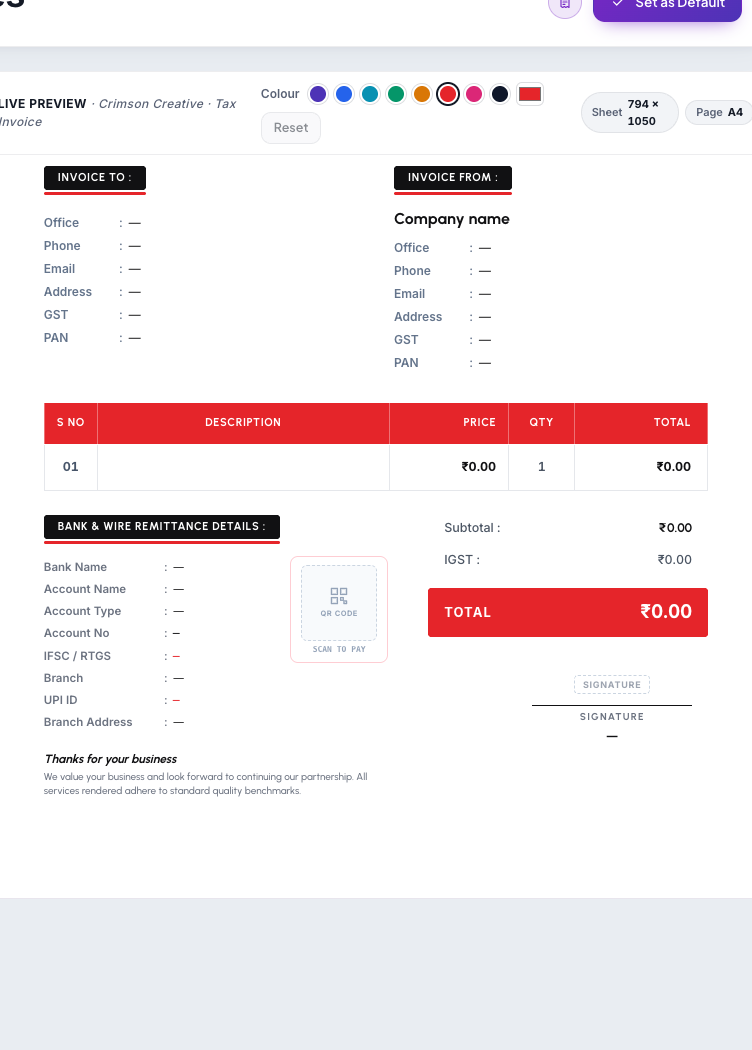 es
Set as Default
LIVE PREVIEW · Crimson Creative · Tax
Invoice
Colour
Reset
Sheet 794 ×
1050
Page A4
INVOICE TO :
Office : —
Phone : —
Email : —
Address : —
GST : —
PAN : —
INVOICE FROM :
Company name
Office : —
Phone : —
Email : —
Address : —
GST : —
PAN : —
S NO DESCRIPTION PRICE QTY TOTAL
01 ₹0.00 1 ₹0.00
BANK & WIRE REMITTANCE DETAILS :
Bank Name : —
Account Name : —
Account Type : —
Account No : —
IFSC / RTGS : —
Branch : —
UPI ID : —
Branch Address : —
QR CODE
SCAN TO PAY
Subtotal : ₹0.00
IGST : ₹0.00
TOTAL ₹0.00
SIGNATURE
SIGNATURE
—
Thanks for your business
We value your business and look forward to continuing our partnership. All
services rendered adhere to standard quality benchmarks.